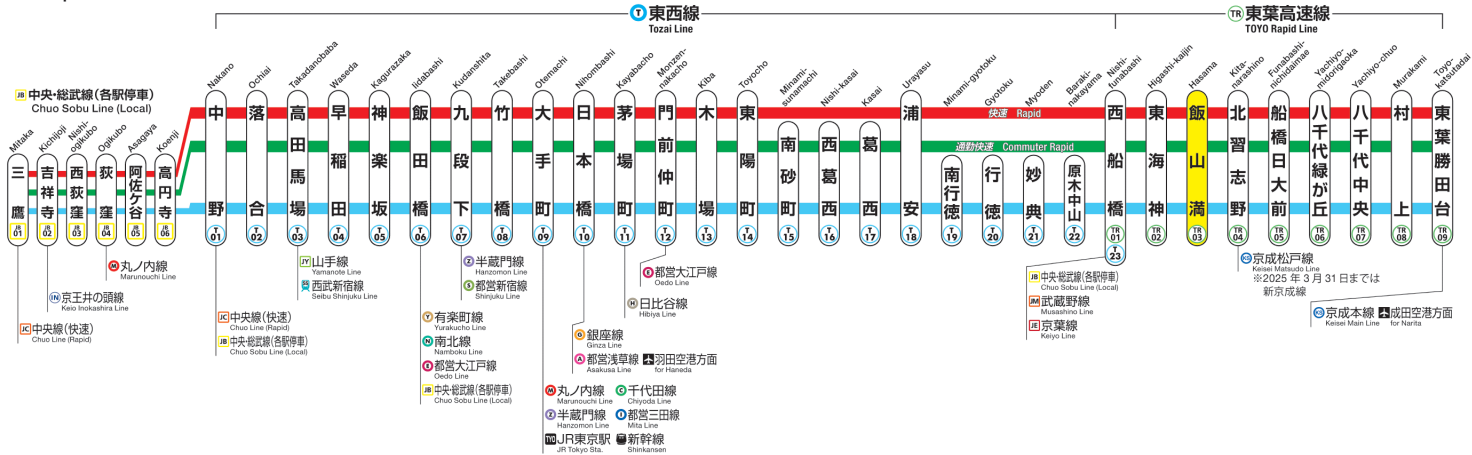 T 東西線
Tozai Line
TR 東葉高速線
TOYO Rapid Line
JB 中央・総武線(各駅停車)
Chuo Sobu Line (Local)
Mitaka
三鷹
JB 01
Kichijoji
吉祥寺
JB 02
Nishi-
ogikubo
西荻窪
JB 03
Ogikubo
荻窪
JB 04
Asagaya
阿佐ケ谷
JB 05
Koenji
高円寺
JB 06
Nakano
中野
T 01
Ochiai
落合
T 02
Takadanobaba
高田馬場
T 03
Waseda
早稲田
T 04
Kagurazaka
神楽坂
T 05
Iidabashi
飯田橋
T 06
Kudanshita
九段下
T 07
Takebashi
竹橋
T 08
Otemachi
大手町
T 09
Nihombashi
日本橋
T 10
Kayabacho
茅場町
T 11
Monzen-
nakacho
門前仲町
T 12
Kiba
木場
T 13
Toyocho
東陽町
T 14
Minami-
sunamachi
南砂町
T 15
Nishi-kasai
西葛西
T 16
Kasai
葛西
T 17
Urayasu
浦安
T 18
Minami-gyotoku
南行徳
T 19
Gyotoku
行徳
T 20
Myoden
妙典
T 21
Baraki-
nakayama
原木中山
T 22
Nishi-
funabashi
西船橋
TR 01
T 23
Higashi-kaijin
東海神
TR 02
Hasama
飯山満
TR 03
Kita-
narashino
北習志野
TR 04
Funabashi-
nichidaimae
船橋日大前
TR 05
Yachiyo-
midorigaoka
八千代緑が丘
TR 06
Yachiyo-chuo
八千代中央
TR 07
Murakami
村上
TR 08
Toyo-
katsutadai
東葉勝田台
TR 09
快速 Rapid
通勤快速 Commuter Rapid
M 丸ノ内線
Marunouchi Line
IN 京王井の頭線
Keio Inokashira Line
JC 中央線(快速)
Chuo Line (Rapid)
JC 中央線(快速)
Chuo Line (Rapid)
JB 中央・総武線(各駅停車)
Chuo Sobu Line (Local)
JY 山手線
Yamanote Line
SS 西武新宿線
Seibu Shinjuku Line
Y 有楽町線
Yurakucho Line
N 南北線
Namboku Line
E 都営大江戸線
Oedo Line
JB 中央・総武線(各駅停車)
Chuo Sobu Line (Local)
Z 半蔵門線
Hanzomon Line
S 都営新宿線
Shinjuku Line
M 丸ノ内線
Marunouchi Line
C 千代田線
Chiyoda Line
Z 半蔵門線
Hanzomon Line
I 都営三田線
Mita Line
TYO JR東京駅
JR Tokyo Sta.
新幹線
Shinkansen
G 銀座線
Ginza Line
A 都営浅草線
Asakusa Line
羽田空港方面
for Haneda
H 日比谷線
Hibiya Line
E 都営大江戸線
Oedo Line
JB 中央・総武線(各駅停車)
Chuo Sobu Line (Local)
JM 武蔵野線
Musashino Line
JE 京葉線
Keiyo Line
KS 京成松戸線
Keisei Matsudo Line
※2025年3月31日までは
新京成線
KS 京成本線
Keisei Main Line
成田空港方面
for Narita